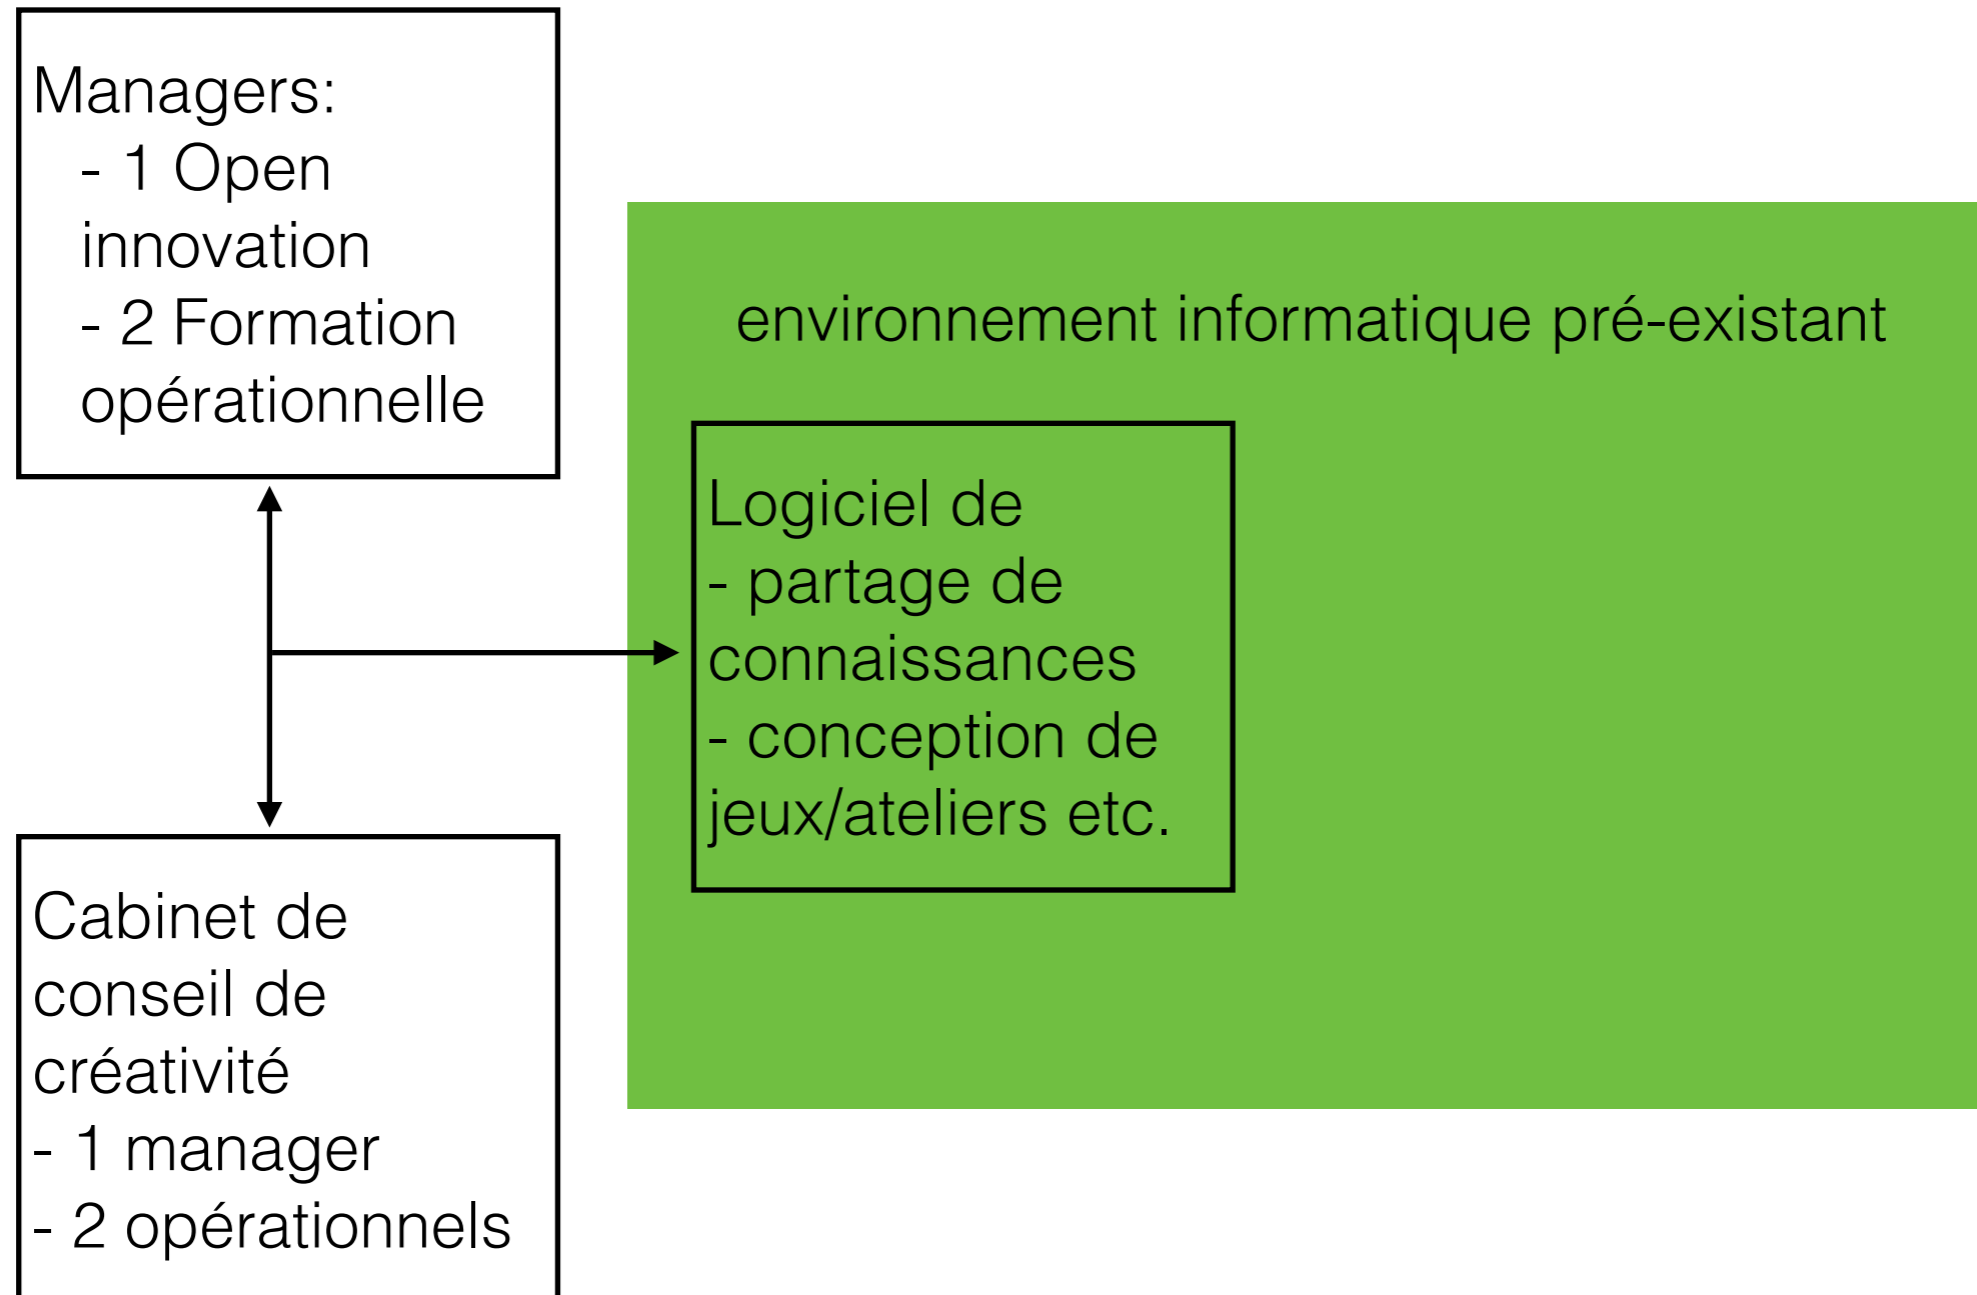 Managers:
- 1 Open
innovation
- 2 Formation
opérationnelle
environnement informatique pré-existant
Logiciel de
- partage de
connaissances
- conception de
jeux/ateliers etc.
Cabinet de
conseil de
créativité
- 1 manager
- 2 opérationnels